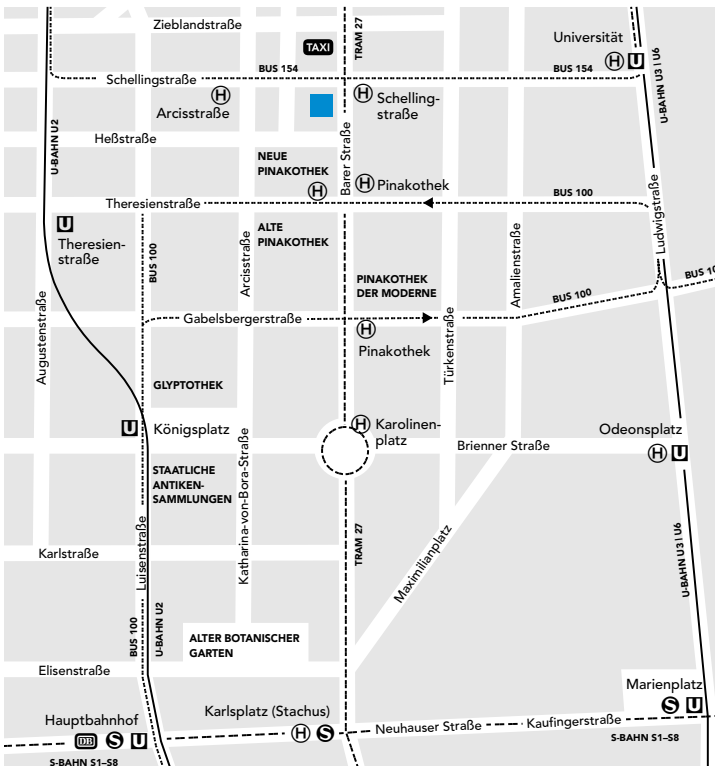 Zieblandstraße
TAXI
TRAM 27
Universität
H U
BUS 154
BUS 154
Schellingstraße
H
Arcisstraße
H Schelling-
straße
U-BAHN U3 I U6
U-BAHN U2
Heßstraße
Barer Straße
NEUE
PINAKOTHEK
H
H Pinakothek
Theresienstraße
BUS 100
Ludwigstraße
U
Theresien-
straße
BUS 100
ALTE
PINAKOTHEK
Arcisstraße
Amalienstraße
PINAKOTHEK
DER MODERNE
BUS 100
BUS 10
Augustenstraße
Gabelsbergerstraße
H
Pinakothek
Türkenstraße
GLYPTOTHEK
U Königsplatz
H Karolinen-
platz
Brienner Straße
Odeonsplatz
H U
STAATLICHE
ANTIKEN-
SAMMLUNGEN
Katharina-von-Bora-Straße
Luisenstraße
Karlstraße
TRAM 27
Maximilianplatz
U-BAHN U3 I U6
BUS 100
U-BAHN U2
ALTER BOTANISCHER
GARTEN
Elisenstraße
Marienplatz
S U
Hauptbahnhof
DB S U
S-BAHN S1–S8
Karlsplatz (Stachus)
H S
Neuhauser Straße
Kaufingerstraße
S-BAHN S1–S8